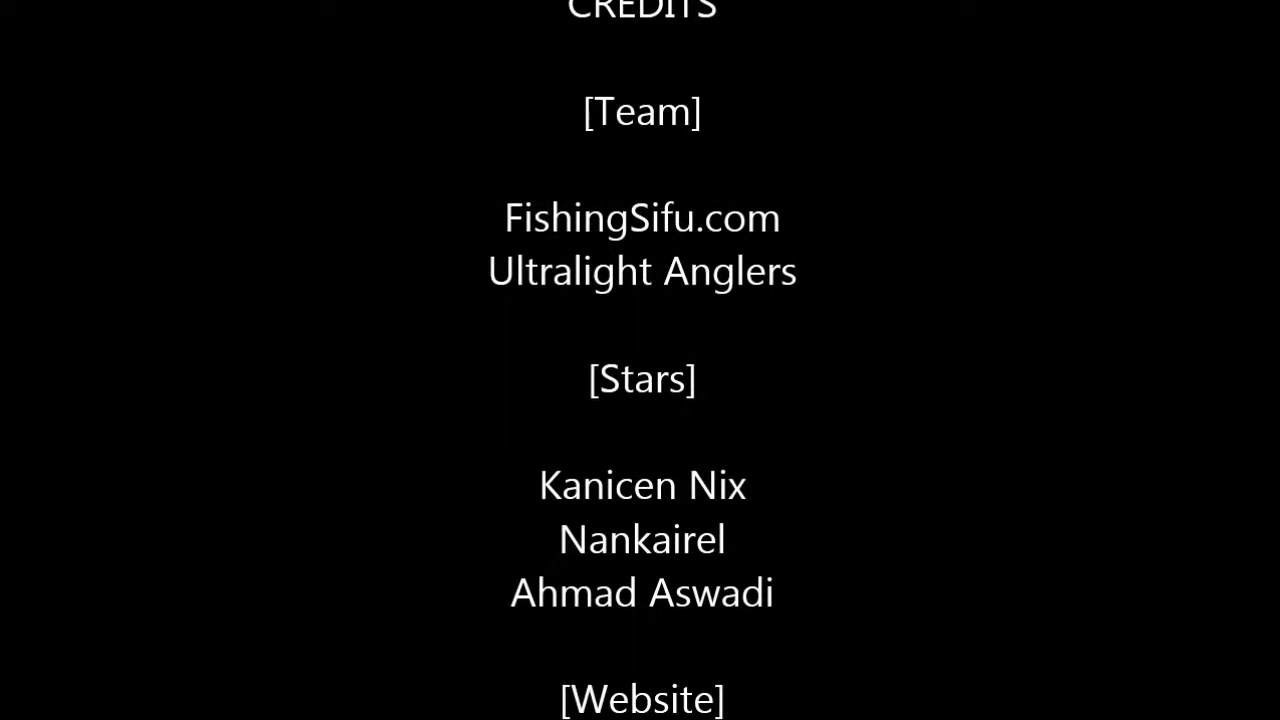 CREDITS
[Team]
FishingSifu.com
Ultralight Anglers
[Stars]
Kanicen Nix
Nankairel
Ahmad Aswadi
[Website]